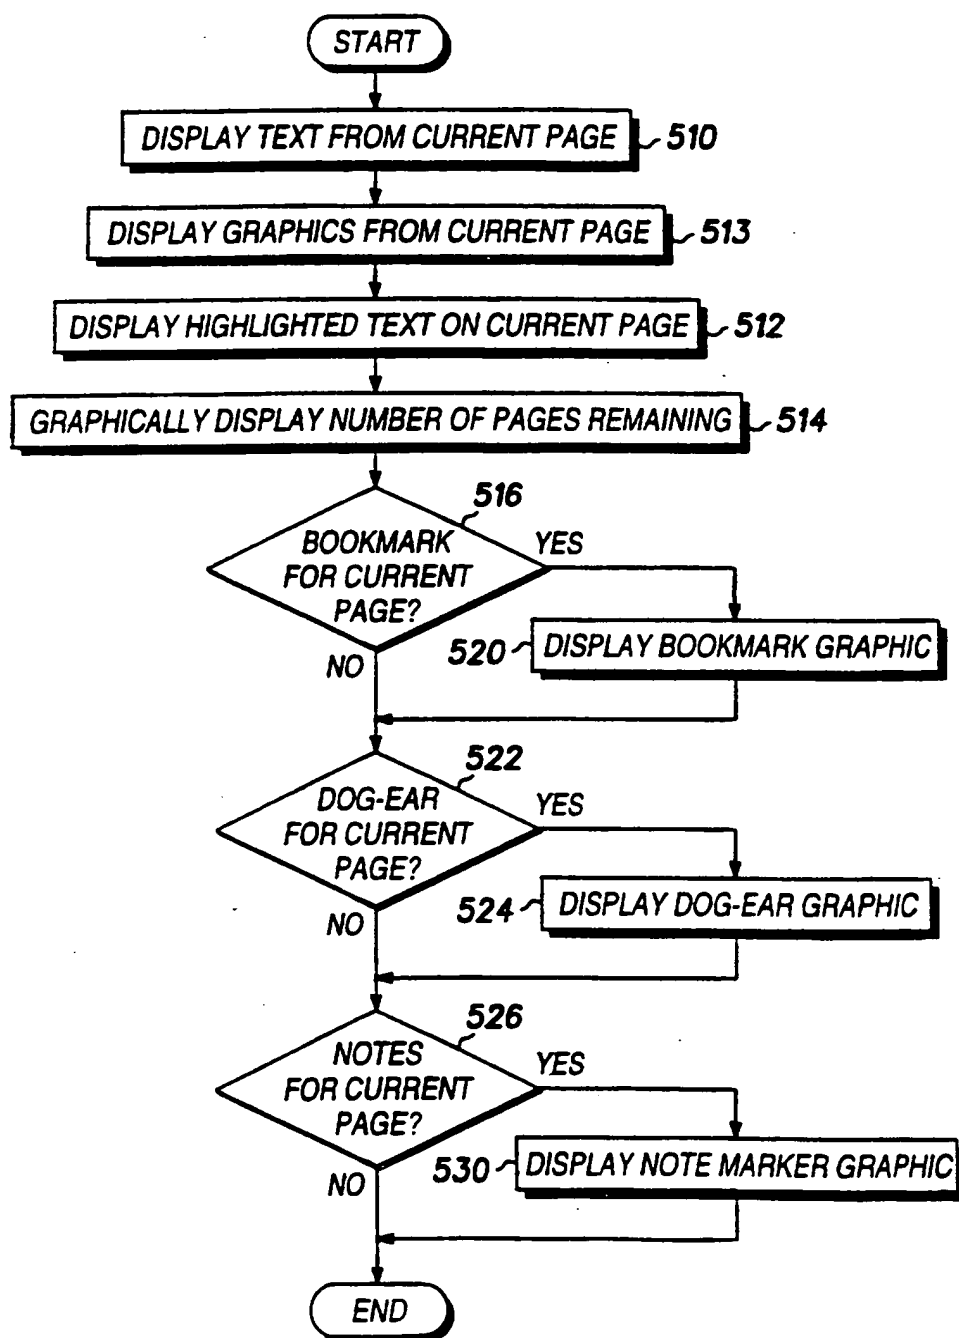 START
DISPLAY TEXT FROM CURRENT PAGE 510
DISPLAY GRAPHICS FROM CURRENT PAGE 513
DISPLAY HIGHLIGHTED TEXT ON CURRENT PAGE 512
GRAPHICALLY DISPLAY NUMBER OF PAGES REMAINING 514
516
BOOKMARK
FOR CURRENT
PAGE?
YES
NO
520 DISPLAY BOOKMARK GRAPHIC
522
DOG-EAR
FOR CURRENT
PAGE?
YES
NO
524 DISPLAY DOG-EAR GRAPHIC
526
NOTES
FOR CURRENT
PAGE?
YES
NO
530 DISPLAY NOTE MARKER GRAPHIC
END